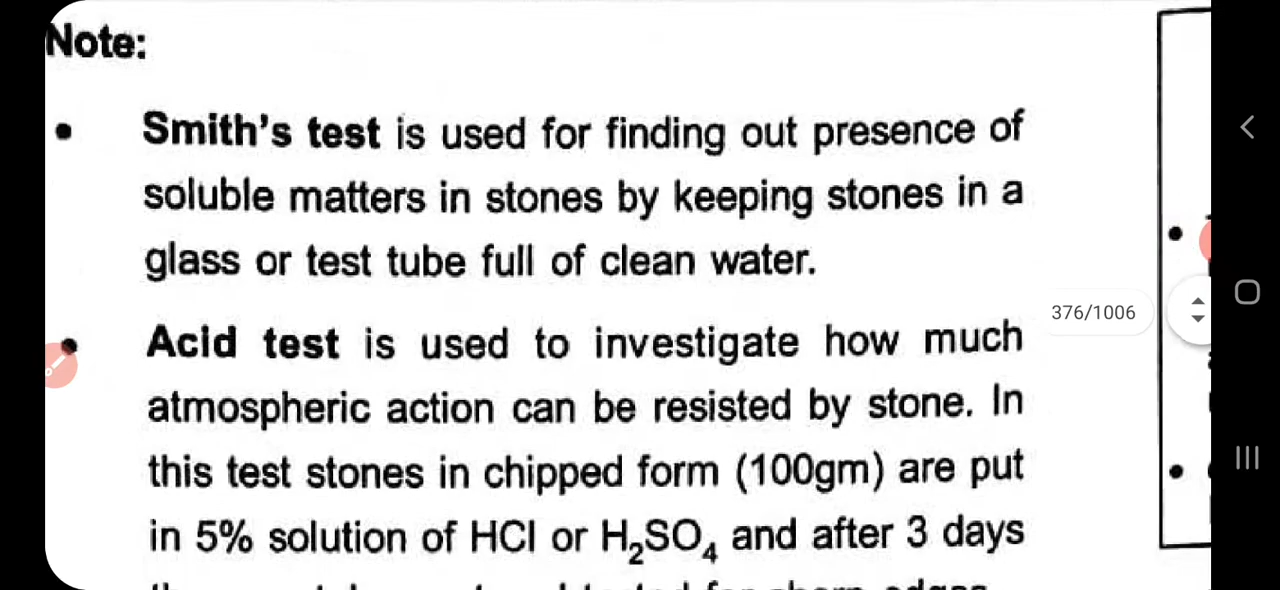 Note:
• Smith's test is used for finding out presence of
soluble matters in stones by keeping stones in a
glass or test tube full of clean water.
• Acid test is used to investigate how much
atmospheric action can be resisted by stone. In
this test stones in chipped form (100gm) are put
in 5% solution of HCl or H₂SO₄ and after 3 days
376/1006